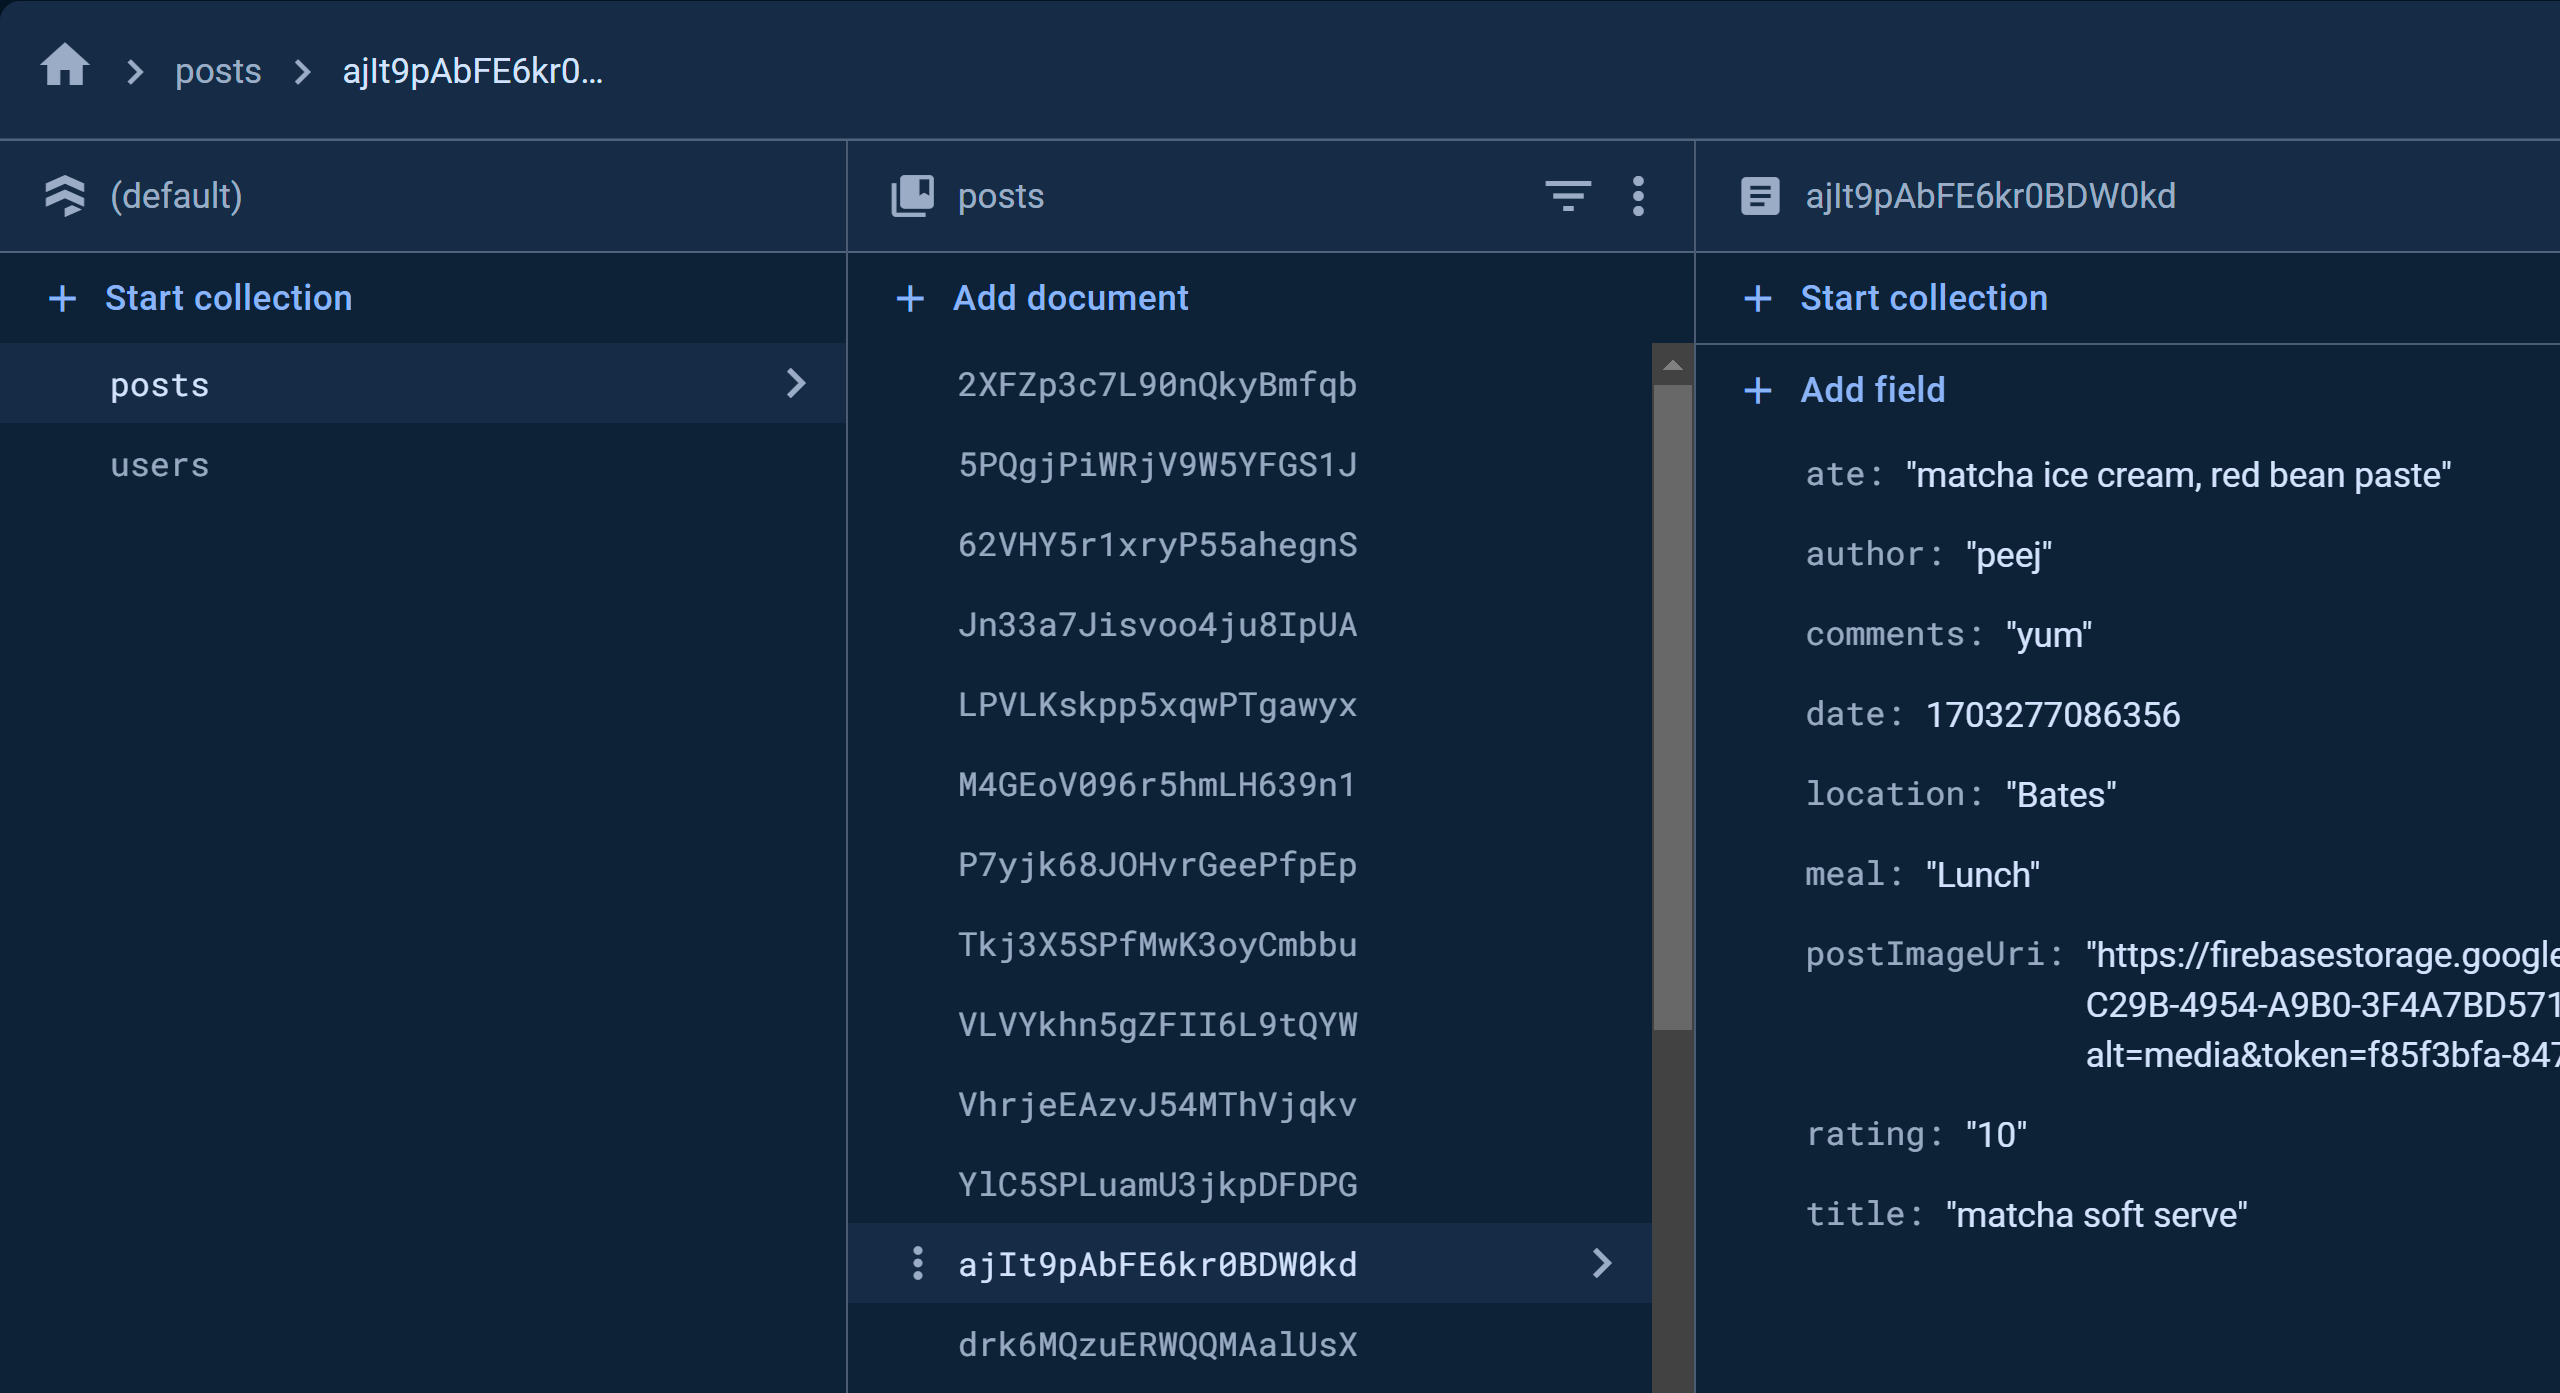 posts
ajIt9pAbFE6kr0...
(default)
Start collection
posts
users
posts
Add document
2XFZp3c7L90nQkyBmfqb
5PQgjPiWRjV9W5YFGS1J
62VHY5r1xryP55ahegnS
Jn33a7Jisvoo4ju8IpUA
LPVLKskpp5xqwPTgawyx
M4GEoV096r5hmLH639n1
P7yjk68JOHvrGeePfpEp
Tkj3X5SPfMwK3oyCmbbu
VLVYkhn5gZFII6L9tQYW
VhrjeEAzvJ54MThVjqkv
YlC5SPLuamU3jkpDFDPG
ajIt9pAbFE6kr0BDW0kd
drk6MQzuERWQQMAalUsX
ajIt9pAbFE6kr0BDW0kd
Start collection
Add field
ate: "matcha ice cream, red bean paste"
author: "peej"
comments: "yum"
date: 1703277086356
location: "Bates"
meal: "Lunch"
postImageUri: "https://firebasestorage.google
C29B-4954-A9B0-3F4A7BD571
alt=media&token=f85f3bfa-847
rating: "10"
title: "matcha soft serve"